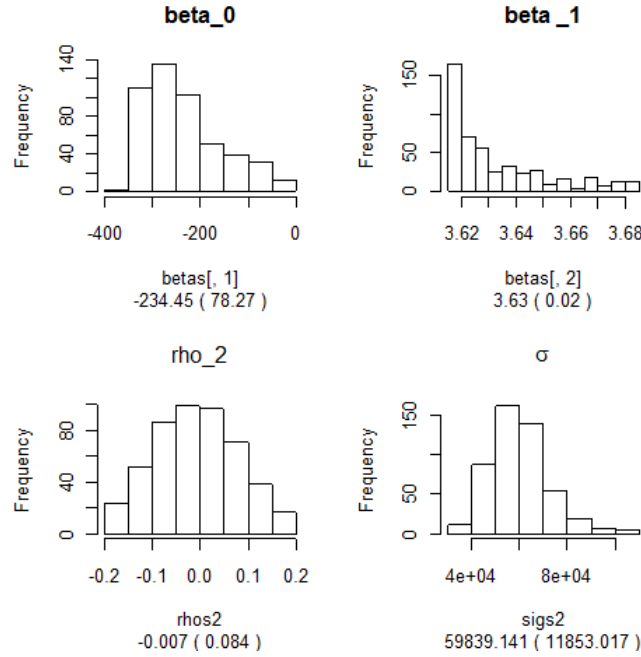 beta_0
Frequency
0 40 80 140
-400 -200 0
betas[, 1]
-234.45 ( 78.27 )
beta _1
Frequency
0 50 150
3.62 3.64 3.66 3.68
betas[, 2]
3.63 ( 0.02 )
rho_2
Frequency
0 40 80
-0.2 -0.1 0.0 0.1 0.2
rhos2
-0.007 ( 0.084 )
σ
Frequency
0 50 150
4e+04 8e+04
sigs2
59839.141 ( 11853.017 )